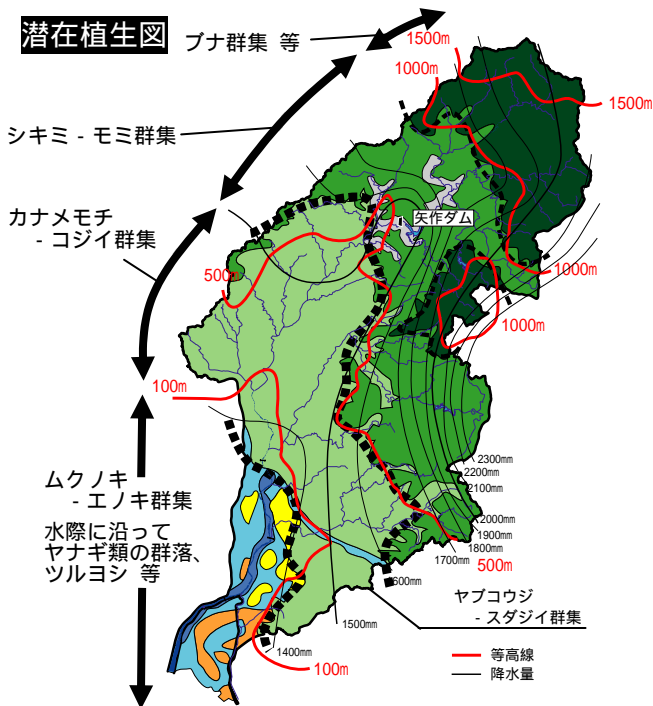 潜在植生図
ブナ群集 等
1500m
1000m
1500m
シキミ - モミ群集
矢作ダム
カナメモチ
- コジイ群集
500m
1000m
1000m
100m
2300mm
2200mm
2100mm
ムクノキ
- エノキ群集
2000mm
1900mm
1800mm
1700mm
500m
水際に沿って
ヤナギ類の群落、
ツルヨシ 等
600mm
ヤブコウジ
- スダジイ群集
1500mm
1400mm
100m
等高線
降水量